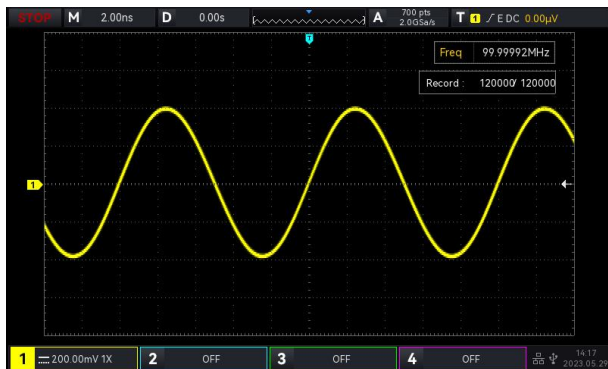 STOP M 2.00ns D 0.00s A 700 pts 2.0GSa/s T 1 E DC 0.00μV
T
Freq 99.99992MHz
Record : 120000/ 120000
1
1 200.00mV 1X 2 OFF 3 OFF 4 OFF 14:17
2023.05.29